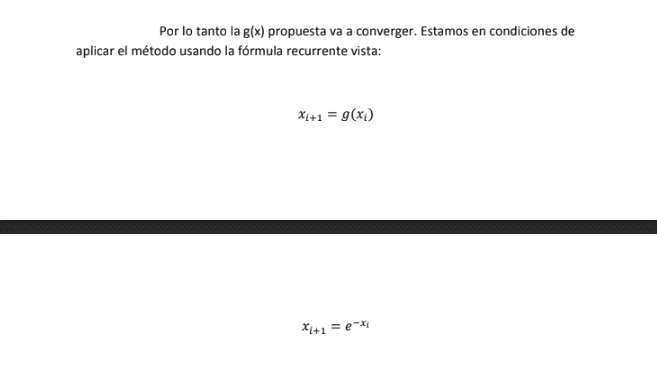 Por lo tanto la g(x) propuesta va a converger. Estamos en condiciones de
aplicar el método usando la fórmula recurrente vista:
$x_{i+1} = g(x_i)$
$x_{i+1} = e^{-x_i}$